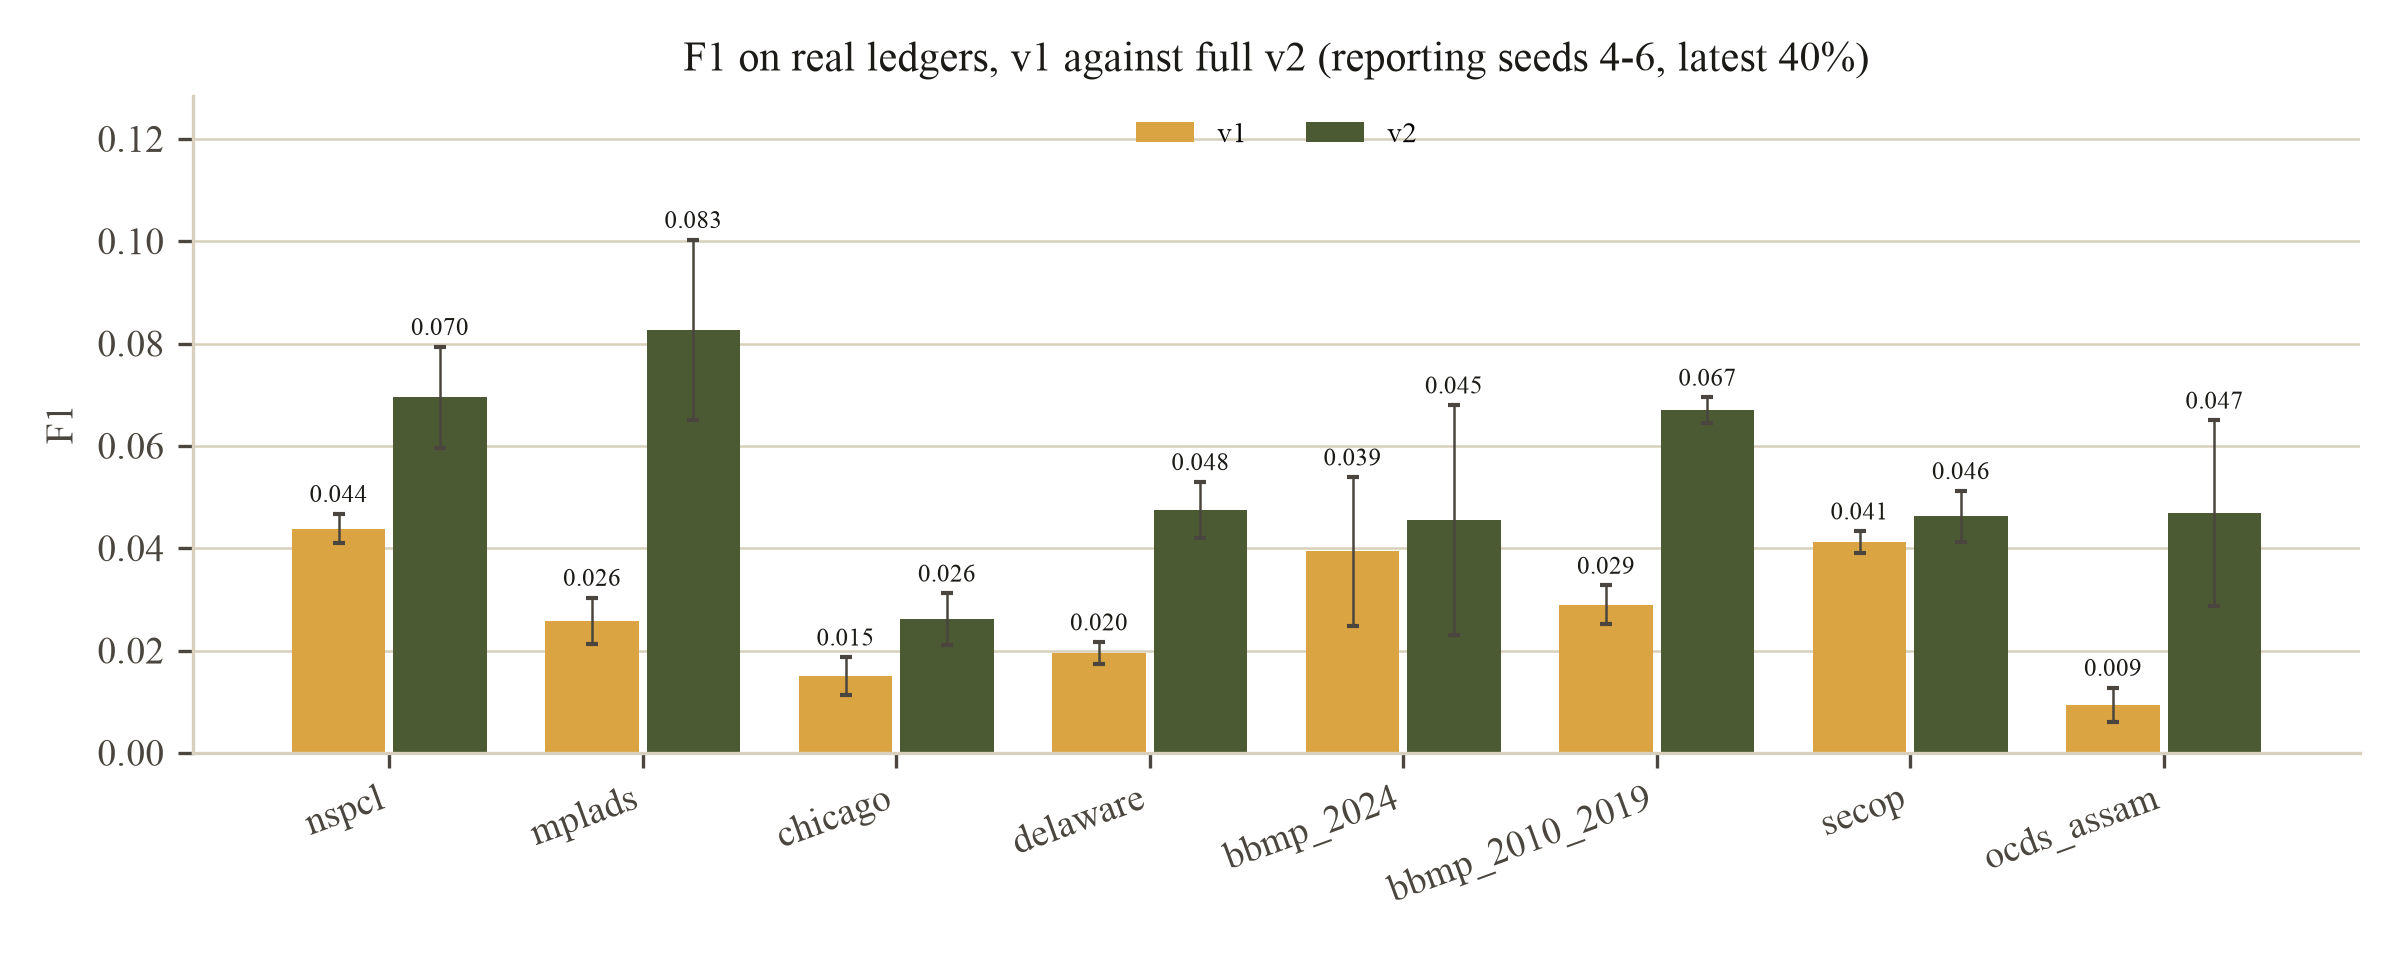 F1 on real ledgers, v1 against full v2 (reporting seeds 4-6, latest 40%)
v1 v2
F1
0.12
0.10
0.08
0.06
0.04
0.02
0.00
0.044 0.070
0.026 0.083
0.015 0.026
0.020 0.048
0.039 0.045
0.029 0.067
0.041 0.046
0.009 0.047
nspcl
mplads
chicago
delaware
bbmp_2024
bbmp_2010_2019
secop
ocds_assam